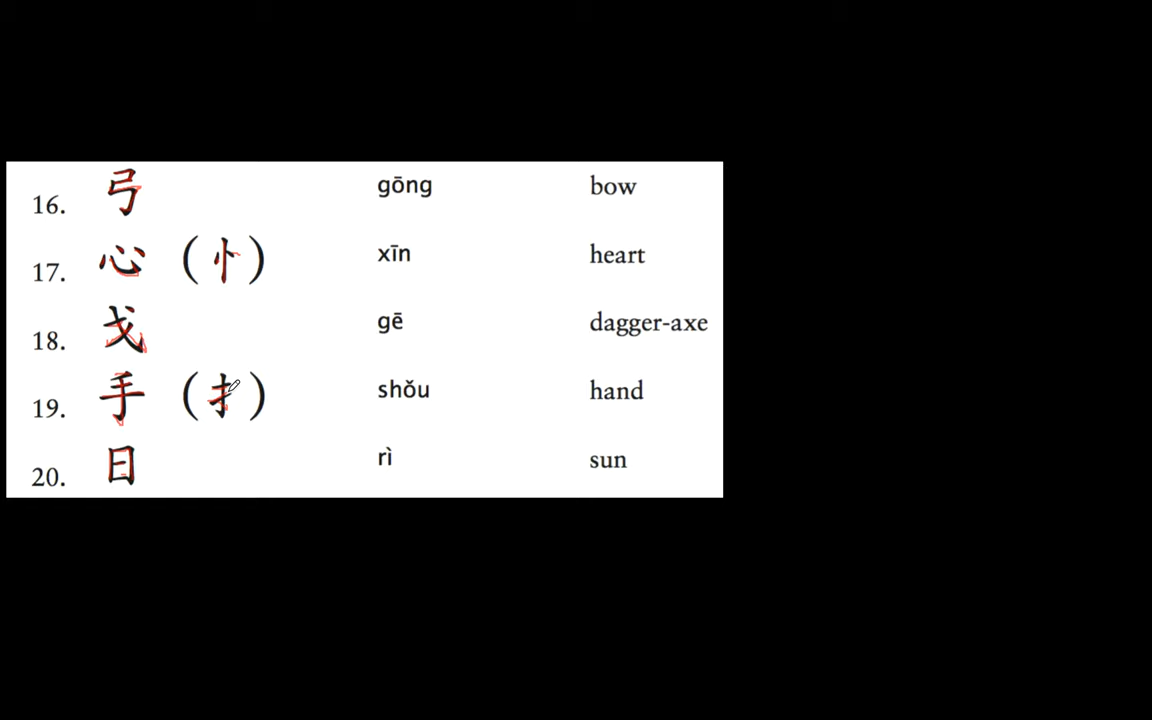 16. 弓 gōng bow
17. 心 (忄) xīn heart
18. 戈 gē dagger-axe
19. 手 (扌) shǒu hand
20. 日 rì sun